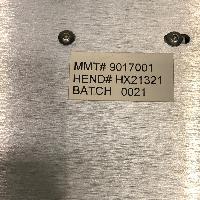 MMT# 9017001
HEND# HX21321
BATCH 0021